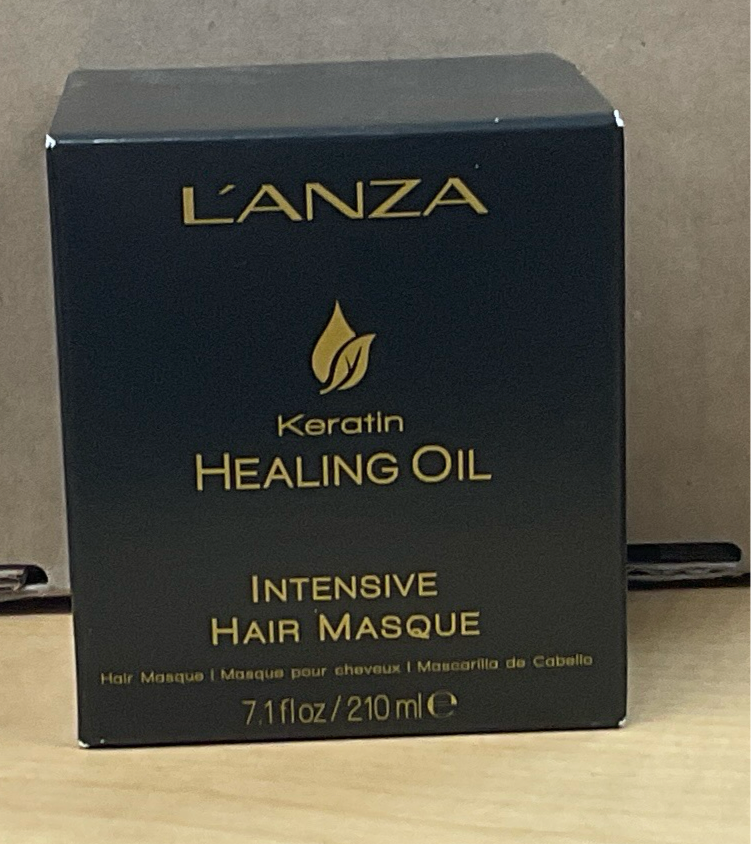 L'ANZA
Keratin
HEALING OIL
INTENSIVE
HAIR MASQUE
Hair Masque | Masque pour cheveux | Mascarilla de Cabello
7.1 fl oz / 210 ml ℮